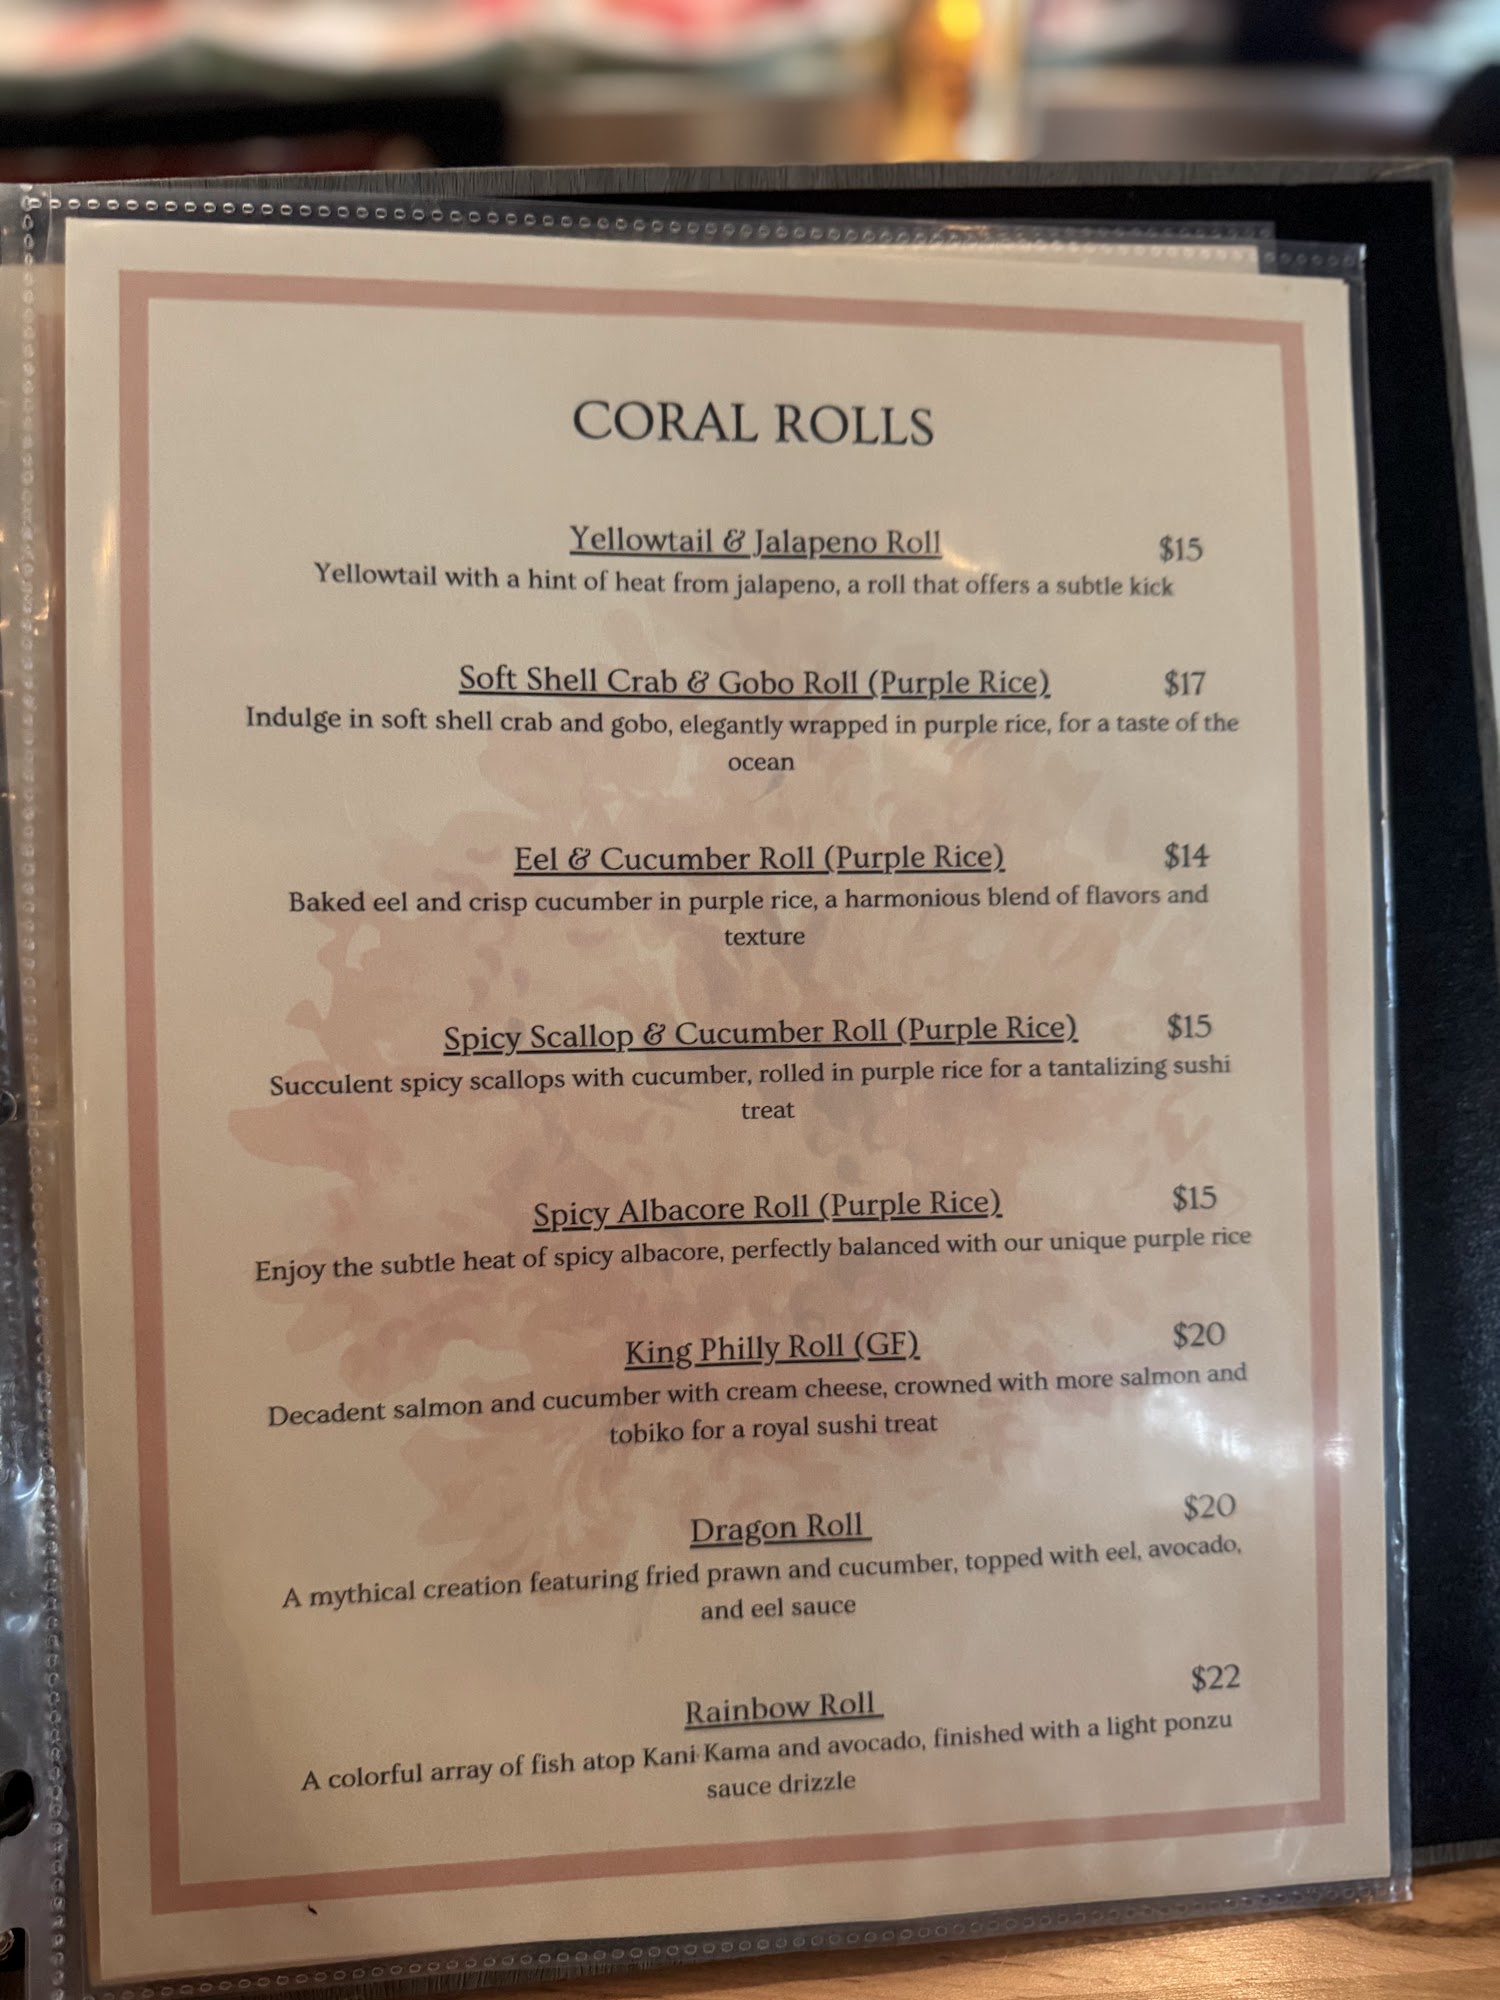 CORAL ROLLS
Yellowtail & Jalapeno Roll $15
Yellowtail with a hint of heat from jalapeno, a roll that offers a subtle kick
Soft Shell Crab & Gobo Roll (Purple Rice) $17
Indulge in soft shell crab and gobo, elegantly wrapped in purple rice, for a taste of the
ocean
Eel & Cucumber Roll (Purple Rice) $14
Baked eel and crisp cucumber in purple rice, a harmonious blend of flavors and
texture
Spicy Scallop & Cucumber Roll (Purple Rice) $15
Succulent spicy scallops with cucumber, rolled in purple rice for a tantalizing sushi
treat
Spicy Albacore Roll (Purple Rice) $15
Enjoy the subtle heat of spicy albacore, perfectly balanced with our unique purple rice
King Philly Roll (GF) $20
Decadent salmon and cucumber with cream cheese, crowned with more salmon and
tobiko for a royal sushi treat
Dragon Roll $20
A mythical creation featuring fried prawn and cucumber, topped with eel, avocado,
and eel sauce
Rainbow Roll $22
A colorful array of fish atop Kani Kama and avocado, finished with a light ponzu
sauce drizzle